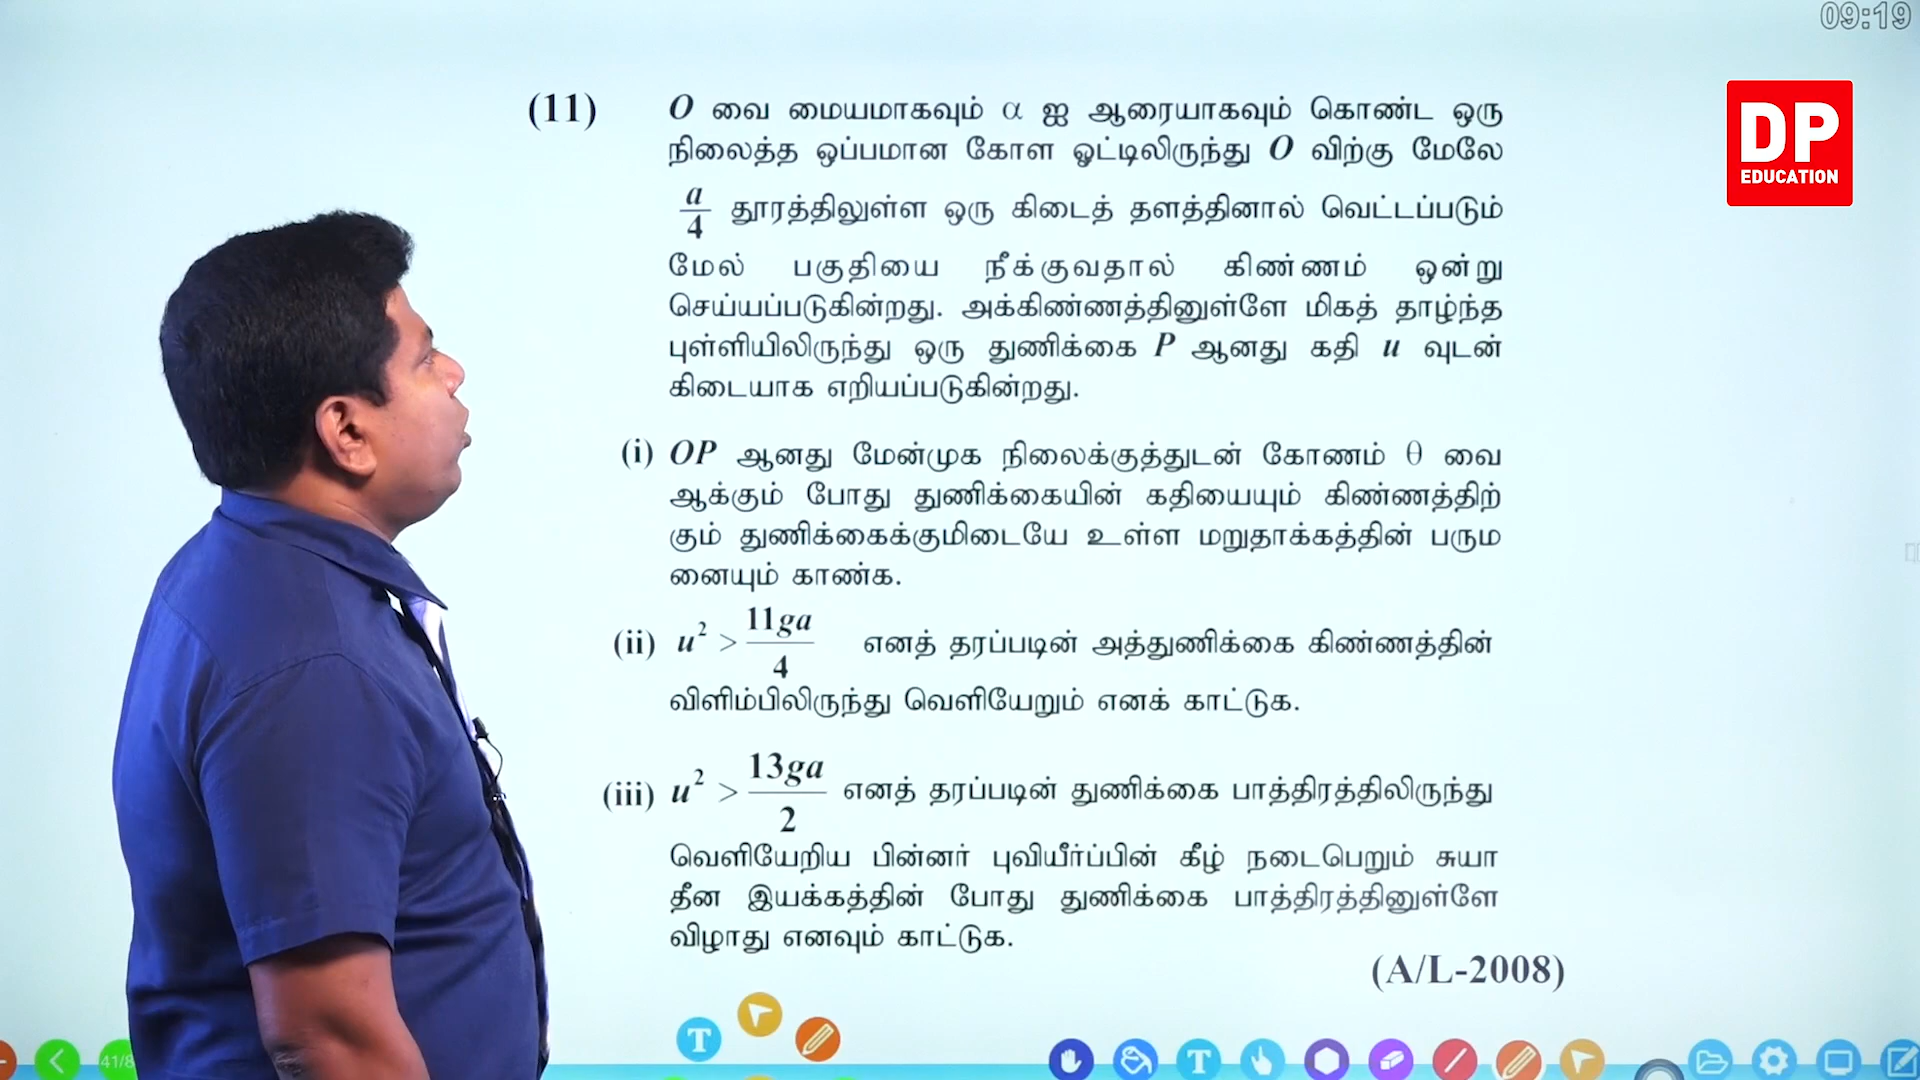 09:19
DP
EDUCATION
(11) O வை மையமாகவும் α ஐ ஆரையாகவும் கொண்ட ஒரு
நிலைத்த ஒப்பமான கோள ஓட்டிலிருந்து O விற்கு மேலே
a/4 தூரத்திலுள்ள ஒரு கிடைத் தளத்தினால் வெட்டப்படும்
மேல் பகுதியை நீக்குவதால் கிண்ணம் ஒன்று
செய்யப்படுகின்றது. அக்கிண்ணத்தினுள்ளே மிகத் தாழ்ந்த
புள்ளியிலிருந்து ஒரு துணிக்கை P ஆனது கதி u வுடன்
கிடையாக எறியப்படுகின்றது.
(i) OP ஆனது மேன்முக நிலைக்குத்துடன் கோணம் θ வை
ஆக்கும் போது துணிக்கையின் கதியையும் கிண்ணத்திற்
கும் துணிக்கைக்குமிடையே உள்ள மறுதாக்கத்தின் பரும
னையும் காண்க.
(ii) u² > 11ga/4 எனத் தரப்படின் அத்துணிக்கை கிண்ணத்தின்
விளிம்பிலிருந்து வெளியேறும் எனக் காட்டுக.
(iii) u² > 13ga/2 எனத் தரப்படின் துணிக்கை பாத்திரத்திலிருந்து
வெளியேறிய பின்னர் புவியீர்ப்பின் கீழ் நடைபெறும் சுயா
தீன இயக்கத்தின் போது துணிக்கை பாத்திரத்தினுள்ளே
விழாது எனவும் காட்டுக.
(A/L-2008)
T
T
41/8